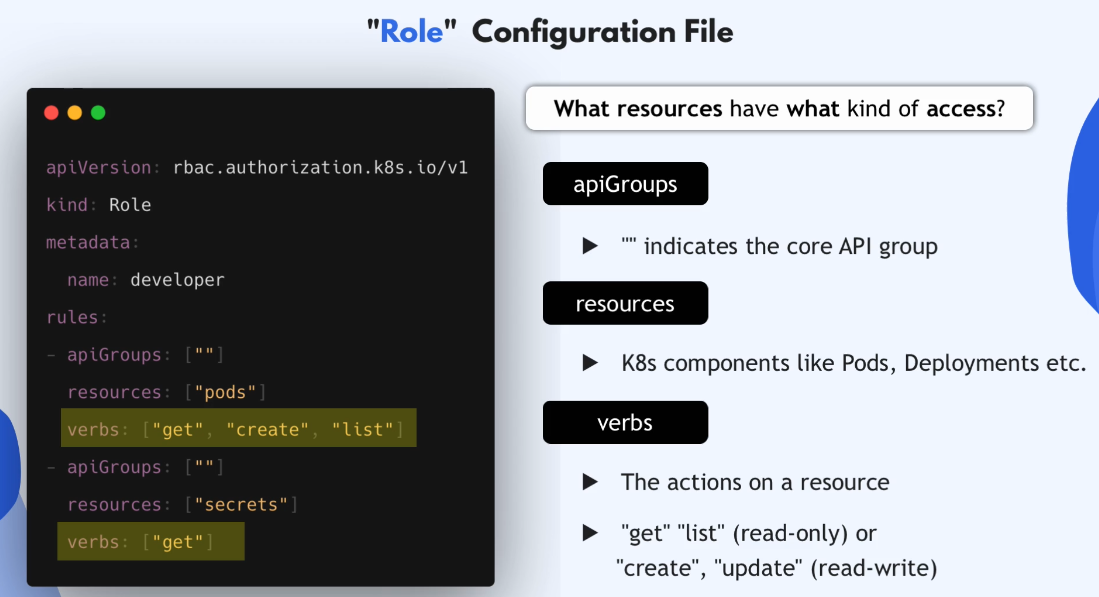 "Role" Configuration File
apiVersion: rbac.authorization.k8s.io/v1
kind: Role
metadata:
  name: developer
rules:
- apiGroups: [""]
  resources: ["pods"]
  verbs: ["get", "create", "list"]
- apiGroups: [""]
  resources: ["secrets"]
  verbs: ["get"]
What resources have what kind of access?
apiGroups
▶ "" indicates the core API group
resources
▶ K8s components like Pods, Deployments etc.
verbs
▶ The actions on a resource
▶ "get" "list" (read-only) or
"create", "update" (read-write)